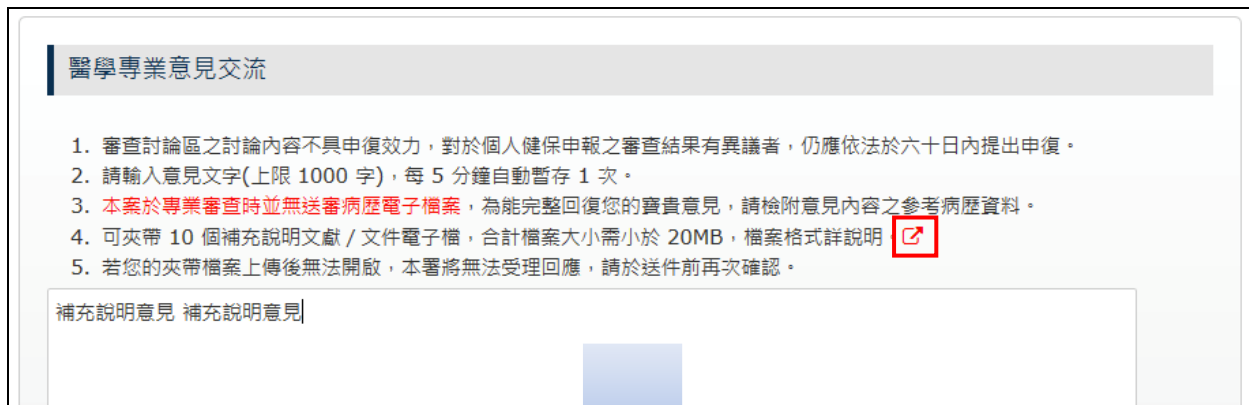 醫學專業意見交流
1. 審查討論區之討論內容不具申復效力，對於個人健保申報之審查結果有異議者，仍應依法於六十日內提出申復。
2. 請輸入意見文字(上限 1000 字)，每 5 分鐘自動暫存 1 次。
3. 本案於專業審查時並無送審病歷電子檔案，為能完整回復您的寶貴意見，請檢附意見內容之參考病歷資料。
4. 可夾帶 10 個補充說明文獻 / 文件電子檔，合計檔案大小需小於 20MB，檔案格式詳說明。
5. 若您的夾帶檔案上傳後無法開啟，本署將無法受理回應，請於送件前再次確認。
補充說明意見 補充說明意見